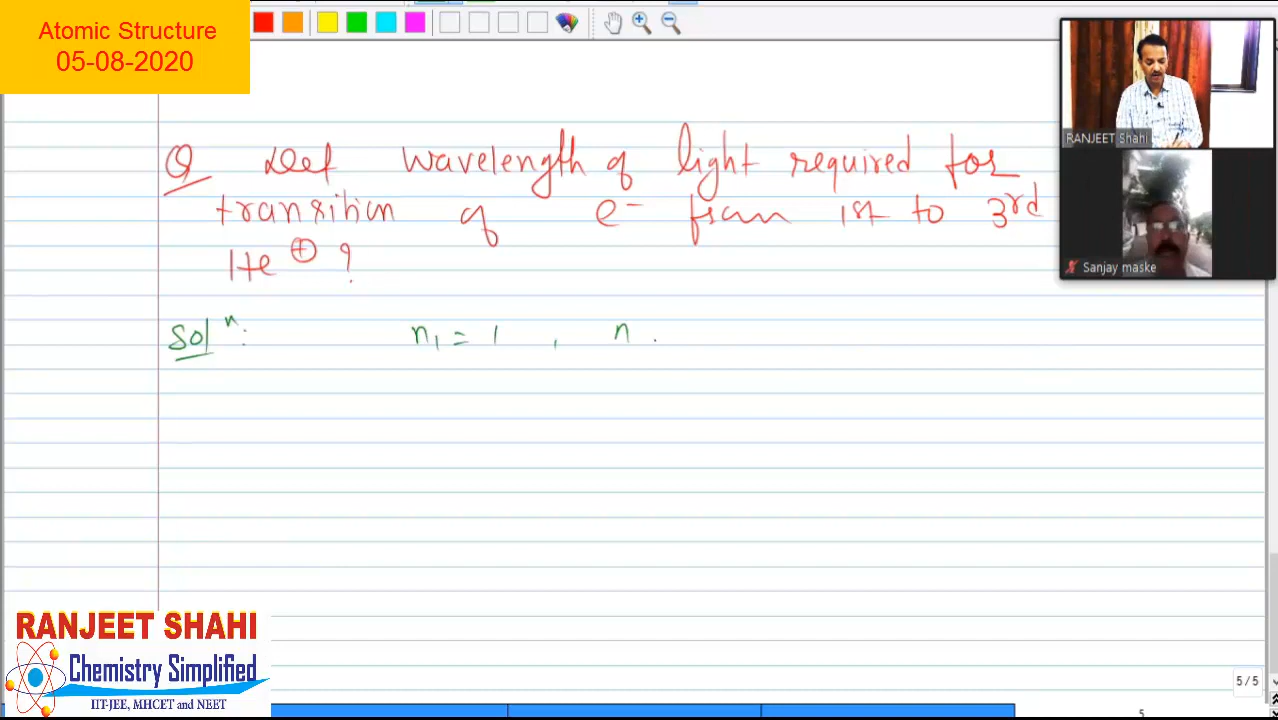 Atomic Structure
05-08-2020
RANJEET Shahi
Sanjay maske
Q Det wavelength of light required for
transition of e⁻ from 1st to 3rd
He⊕ ?
Solⁿ: n₁ = 1 , n
RANJEET SHAHI
Chemistry Simplified
IIT-JEE, MHCET and NEET
5/5
5